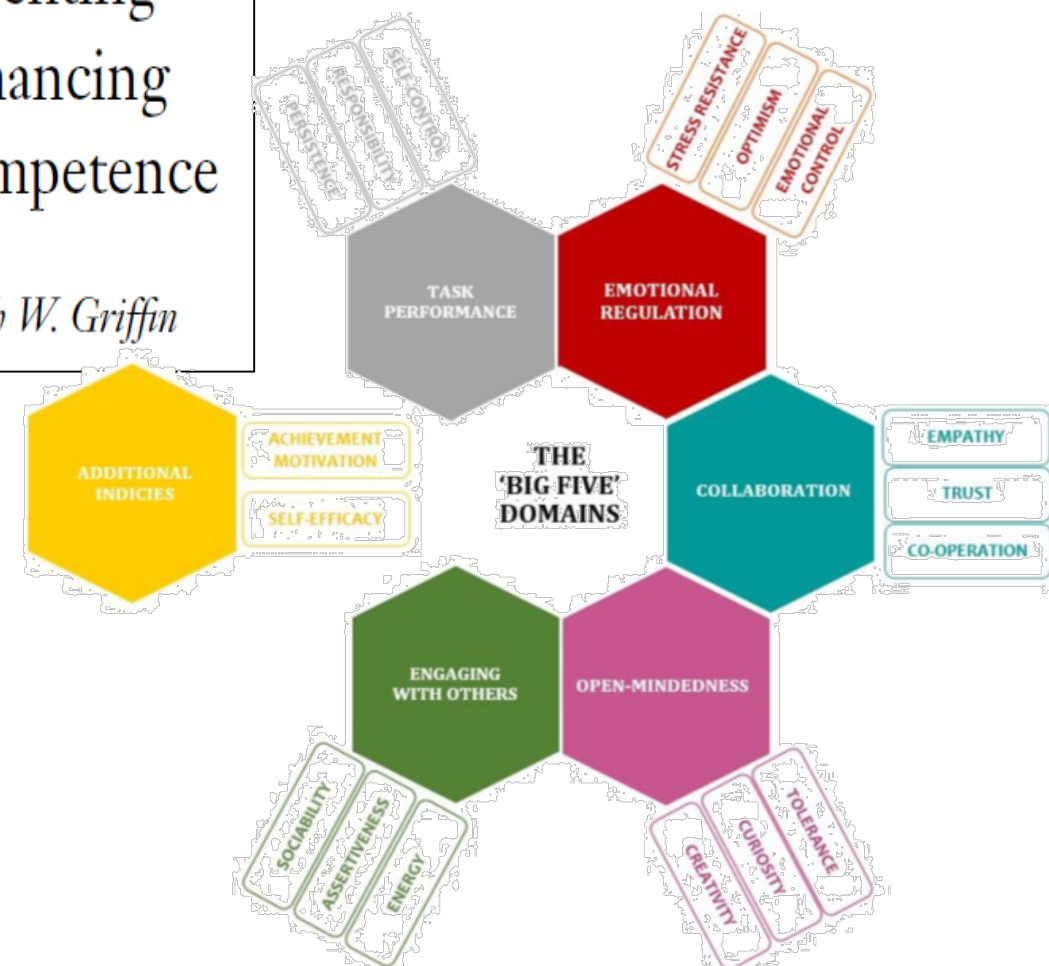 enting
nancing
mpetence
W. Griffin
SELF-CONTROL
RESPONSIBILITY
PERSISTENCE
STRESS RESISTANCE
OPTIMISM
EMOTIONAL
CONTROL
TASK
PERFORMANCE
EMOTIONAL
REGULATION
ADDITIONAL
INDICIES
ACHIEVEMENT
MOTIVATION
SELF-EFFICACY
THE
‘BIG FIVE’
DOMAINS
COLLABORATION
EMPATHY
TRUST
CO-OPERATION
ENGAGING
WITH OTHERS
OPEN-MINDEDNESS
SOCIABILITY
ASSERTIVENESS
ENERGY
CREATIVITY
CURIOSITY
TOLERANCE